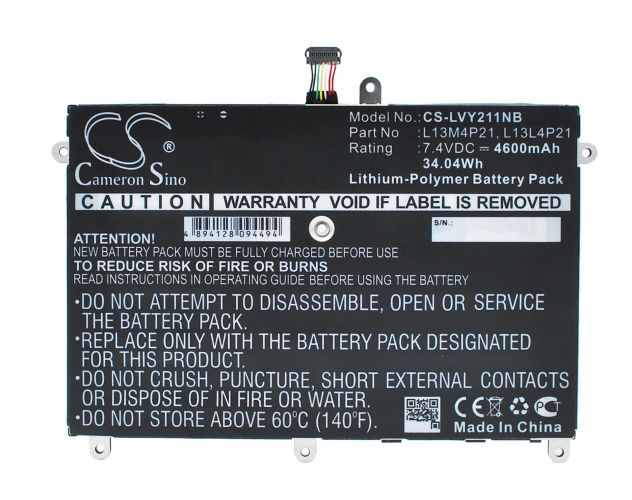 CS
Cameron Sino
®
Model No. : CS-LVY211NB
Part No : L13M4P21, L13L4P21
Rating : 7.4VDC ⎓ 4600mAh
34.04Wh
Lithium-Polymer Battery Pack
CAUTION WARRANTY VOID IF LABEL IS REMOVED
4 894128 094494
S/N:
ATTENTION!
NEW BATTERY PACK MUST BE FULLY CHARGED BEFORE USE
TO REDUCE RISK OF FIRE OR BURNS
READ INSTRUCTIONS IN OPERATING GUIDE BEFORE USING THE BATTERY
•DO NOT ATTEMPT TO DISASSEMBLE, OPEN OR SERVICE
THE BATTERY PACK.
•REPLACE ONLY WITH THE BATTERY PACK DESIGNATED
FOR THIS PRODUCT.
•DO NOT CRUSH, PUNCTURE, SHORT EXTERNAL CONTACTS
OR DISPOSE OF IN FIRE OR WATER.
•DO NOT STORE ABOVE 60°C (140°F).
CE
Made In China